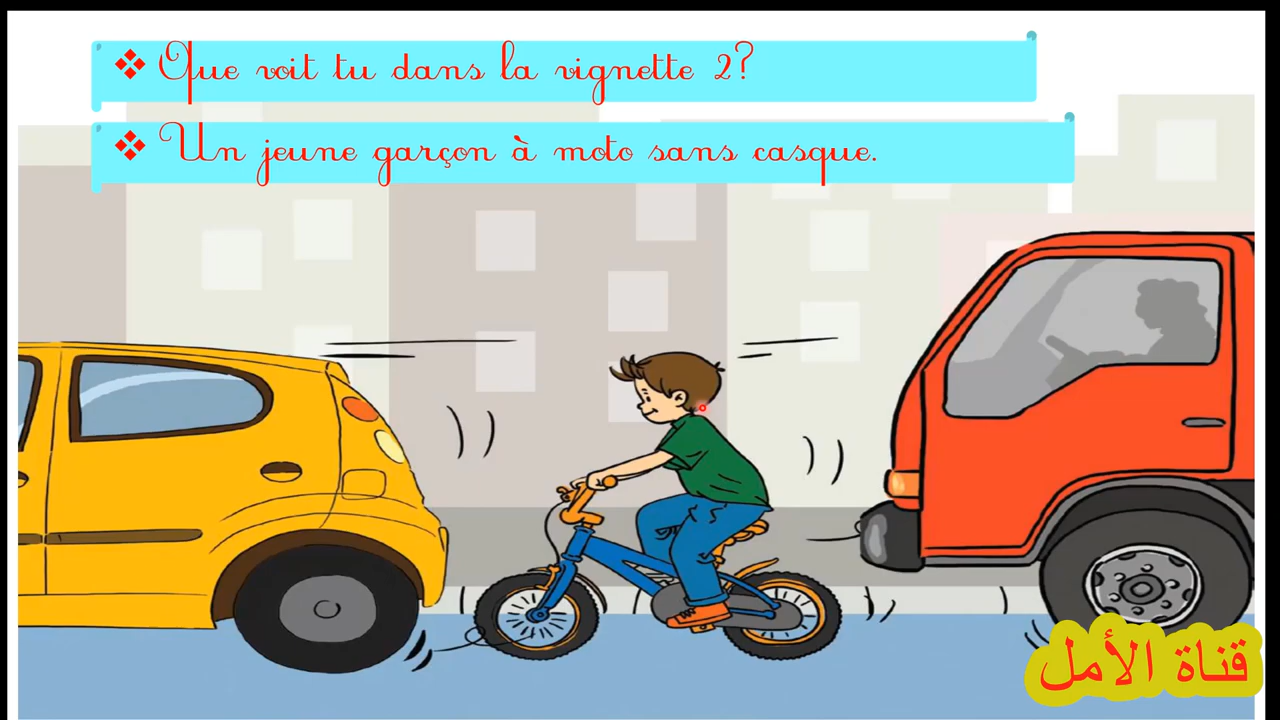 ❖ Que voit tu dans la vignette 2?
❖ Un jeune garçon à moto sans casque.
قناة الأمل